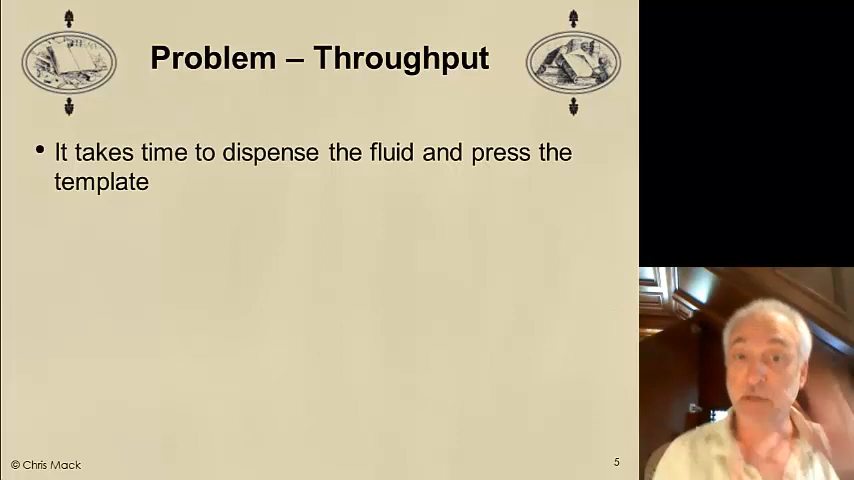 Problem – Throughput
• It takes time to dispense the fluid and press the
template
© Chris Mack
5